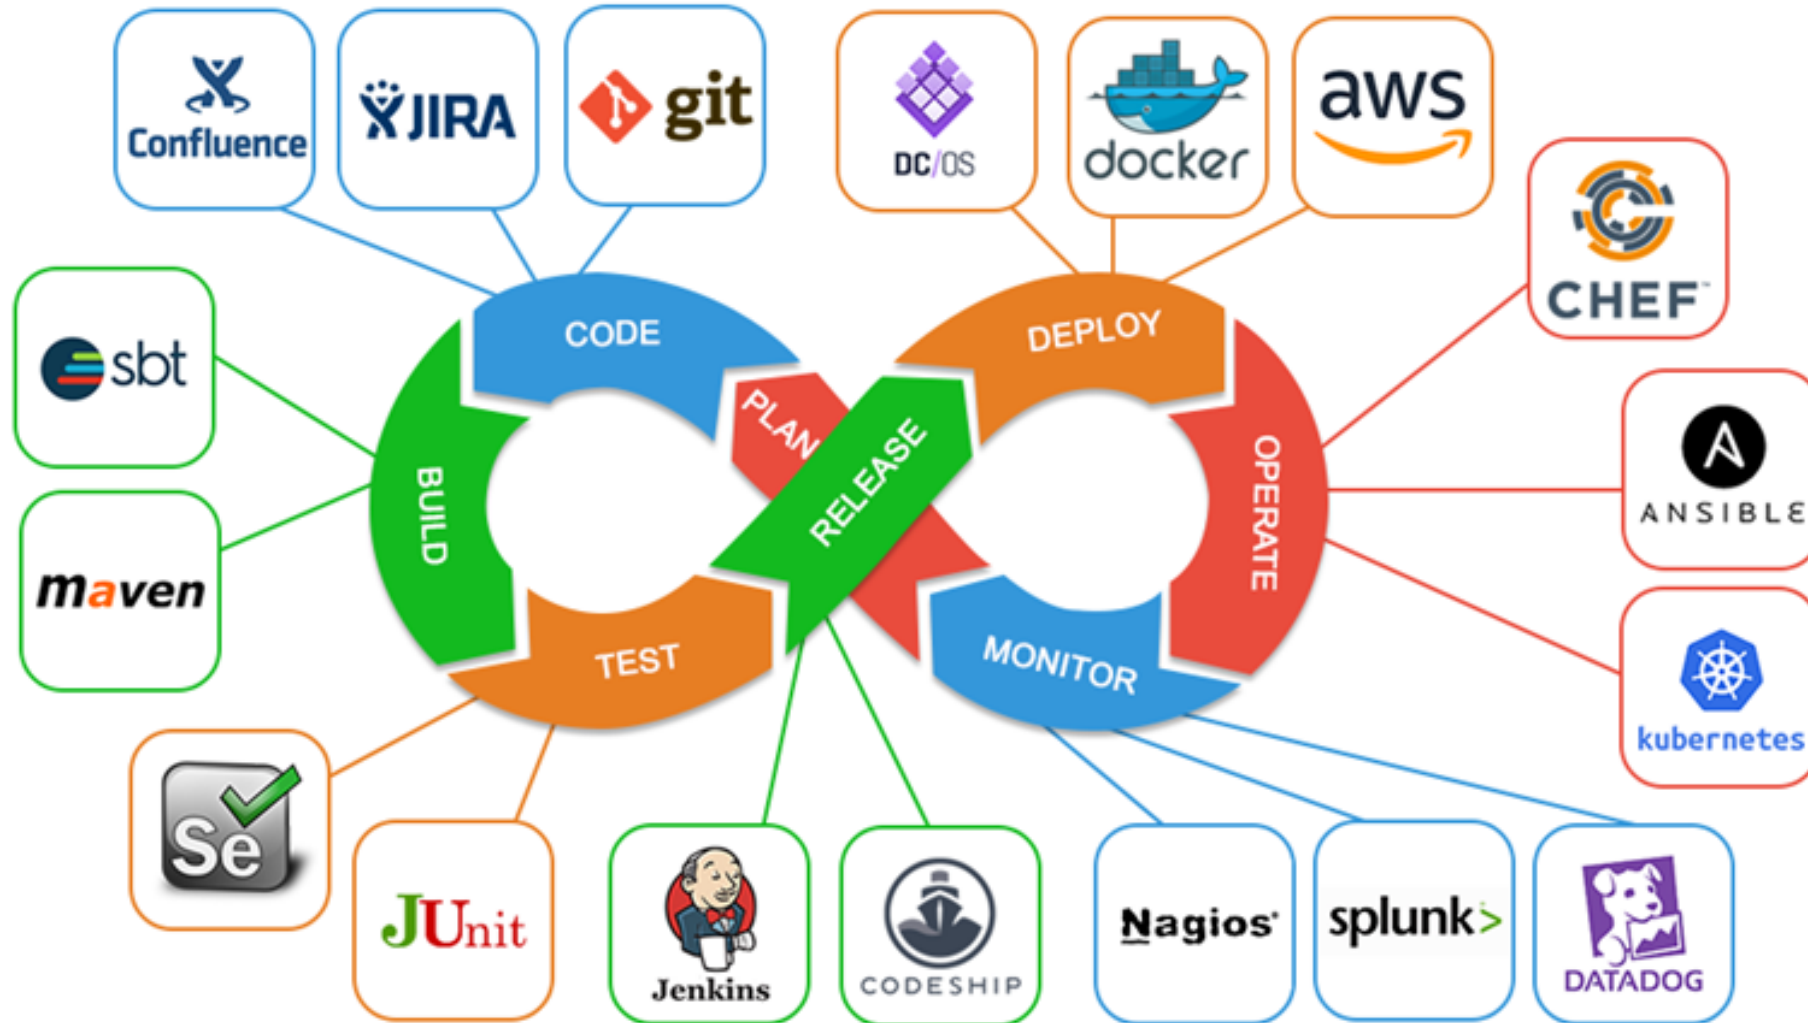 Confluence
JIRA
git
DC/OS
docker
aws
CHEF™
sbt
CODE
DEPLOY
PLAN
RELEASE
BUILD
OPERATE
ANSIBLE
maven
TEST
MONITOR
kubernetes
Se
JUnit
Jenkins
CODESHIP
Nagios®
splunk>
DATADOG